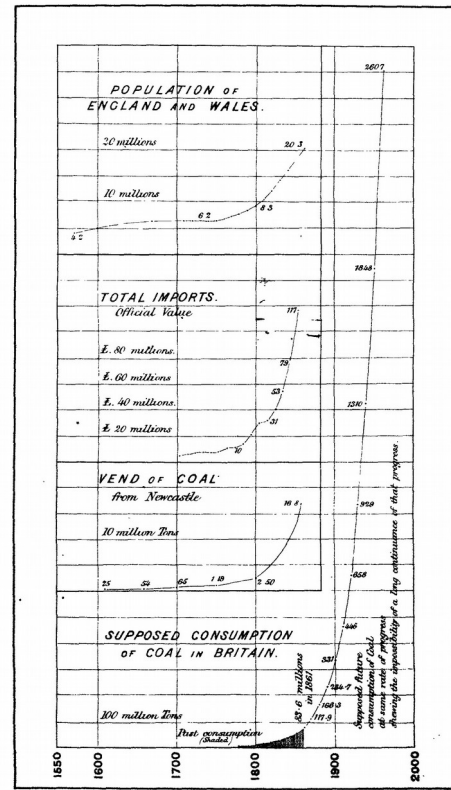 POPULATION OF
ENGLAND AND WALES.
20 millions
20.3
10 millions
8.5
6.2
4.2
2607
1848
TOTAL IMPORTS.
Official Value
117
£. 80 millions.
79
£. 60 millions
53
£. 40 millions.
31
£. 20 millions
10
1310
VEND OF COAL
from Newcastle
16.8
10 million Tons
25
54
65
1.19
2.50
929
658
446
331
234.7
166.3
117.9
SUPPOSED CONSUMPTION
OF COAL IN BRITAIN.
100 million Tons
Past consumption
(Shaded)
83.6 millions
in 1861
Supposed future
consumption of Coal
at same rate of progress
showing the impossibility of a long continuance of that progress.
1550
1600
1700
1800
1900
2000